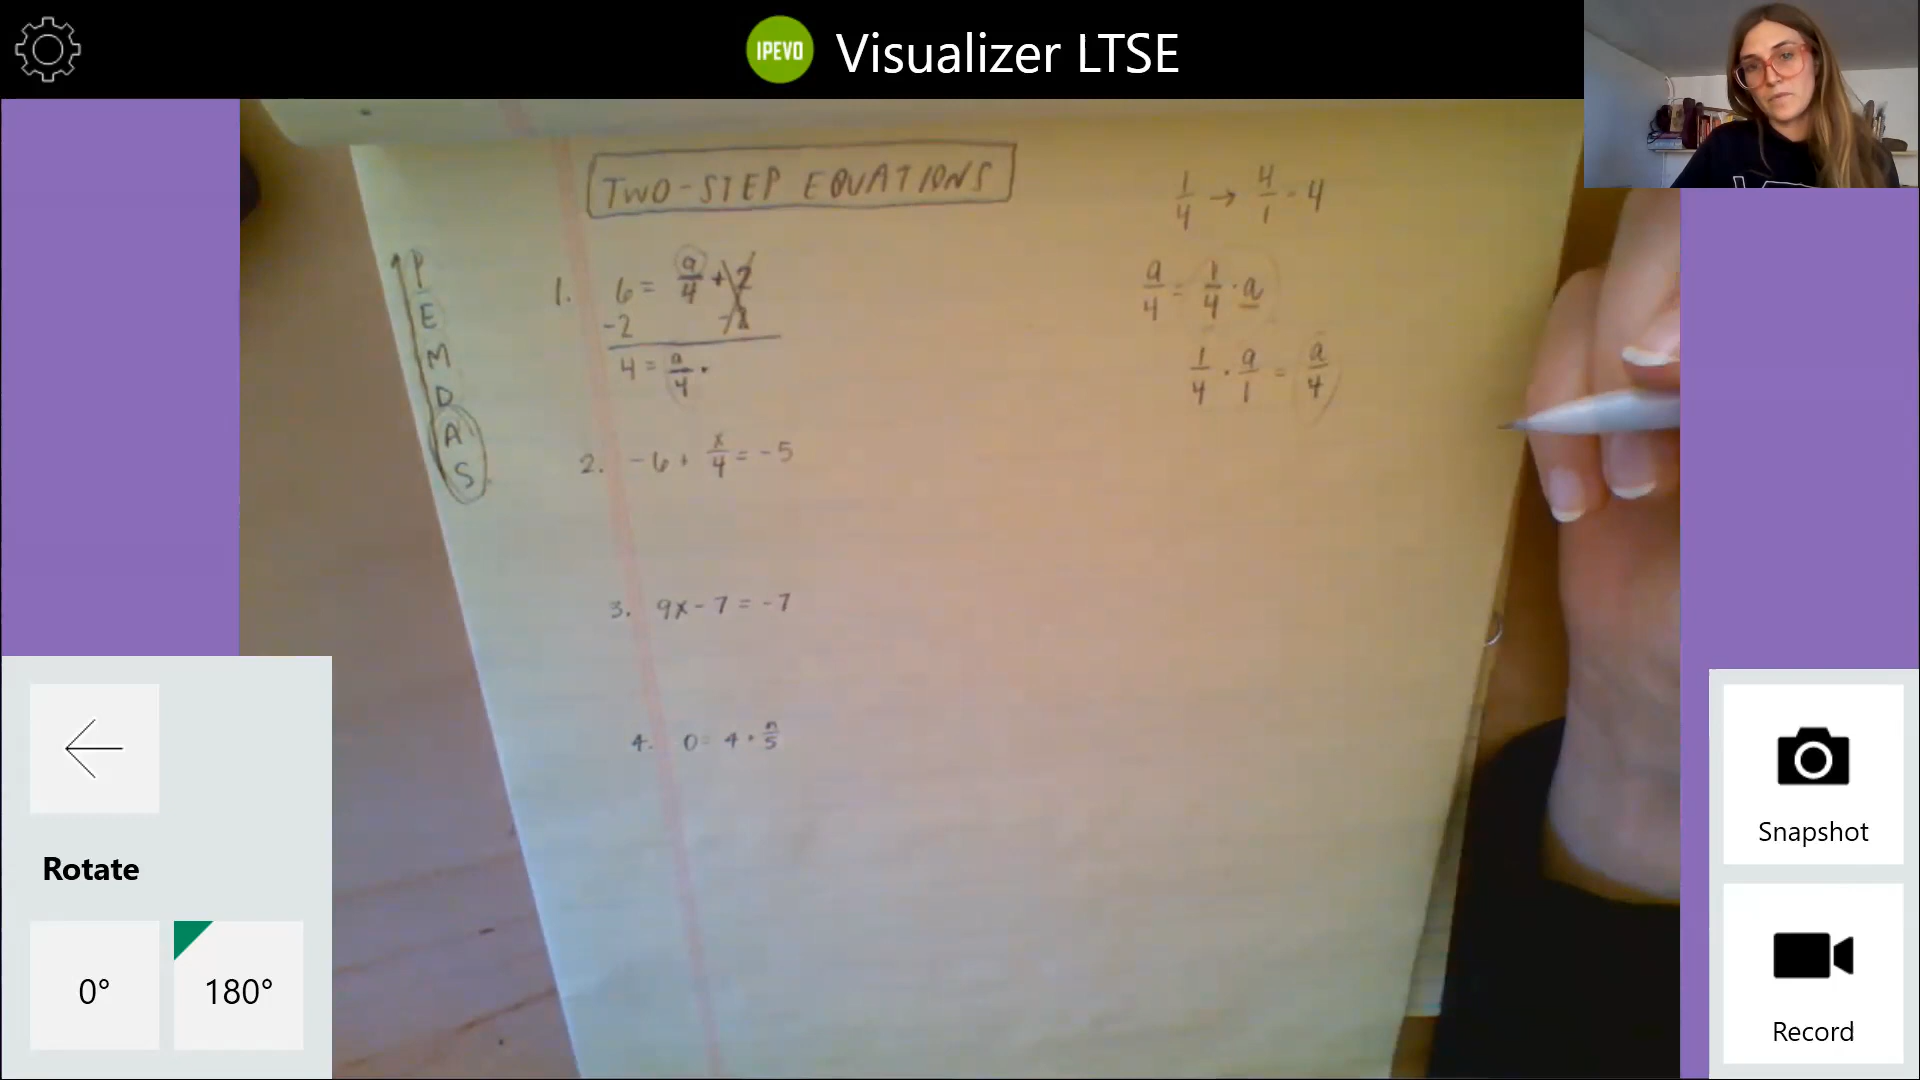 IPEVO Visualizer LTSE
TWO-STEP EQUATIONS
P
E
M
D
A
S
1. 6 = a/4 + 2
-2 -2
4 = a/4 ·
2. -6 + x/4 = -5
3. 9x - 7 = -7
4. 0 = 4 + n/5
1/4 → 4/1 = 4
a/4 = 1/4 · a
1/4 · a/1 = a/4
Rotate
0° 180°
Snapshot
Record